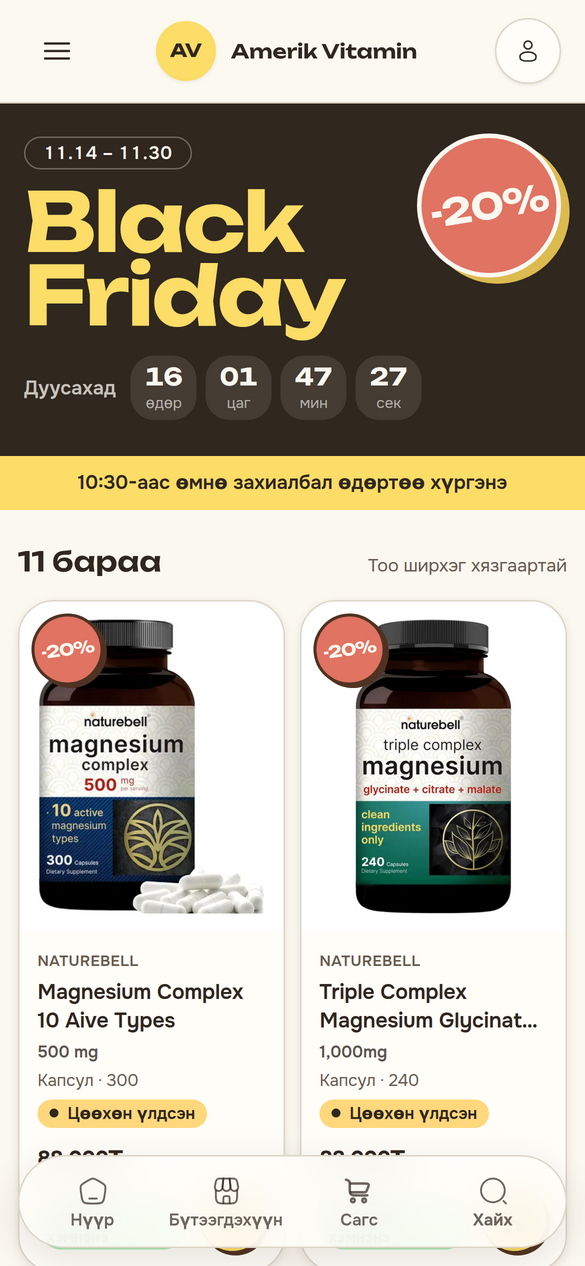 AV Amerik Vitamin
11.14 – 11.30
-20%
Black
Friday
Дуусахад
16 01 47 27
өдөр цаг мин сек
10:30-аас өмнө захиалбал өдөртөө хүргэнэ
11 бараа
Тоо ширхэг хязгаартай
-20%
naturebell
magnesium
complex
500 mg
per serving
10 active
magnesium
types
300 Capsules
Dietary Supplement
-20%
naturebell
triple complex
magnesium
glycinate + citrate + malate
clean
ingredients
only
240 Capsules
Dietary Supplement
NATUREBELL
Magnesium Complex
10 Aive Types
500 mg
Капсул · 300
Цөөхөн үлдсэн
NATUREBELL
Triple Complex
Magnesium Glycinat...
1,000mg
Капсул · 240
Цөөхөн үлдсэн
Нүүр
Бүтээгдэхүүн
Сагс
Хайх